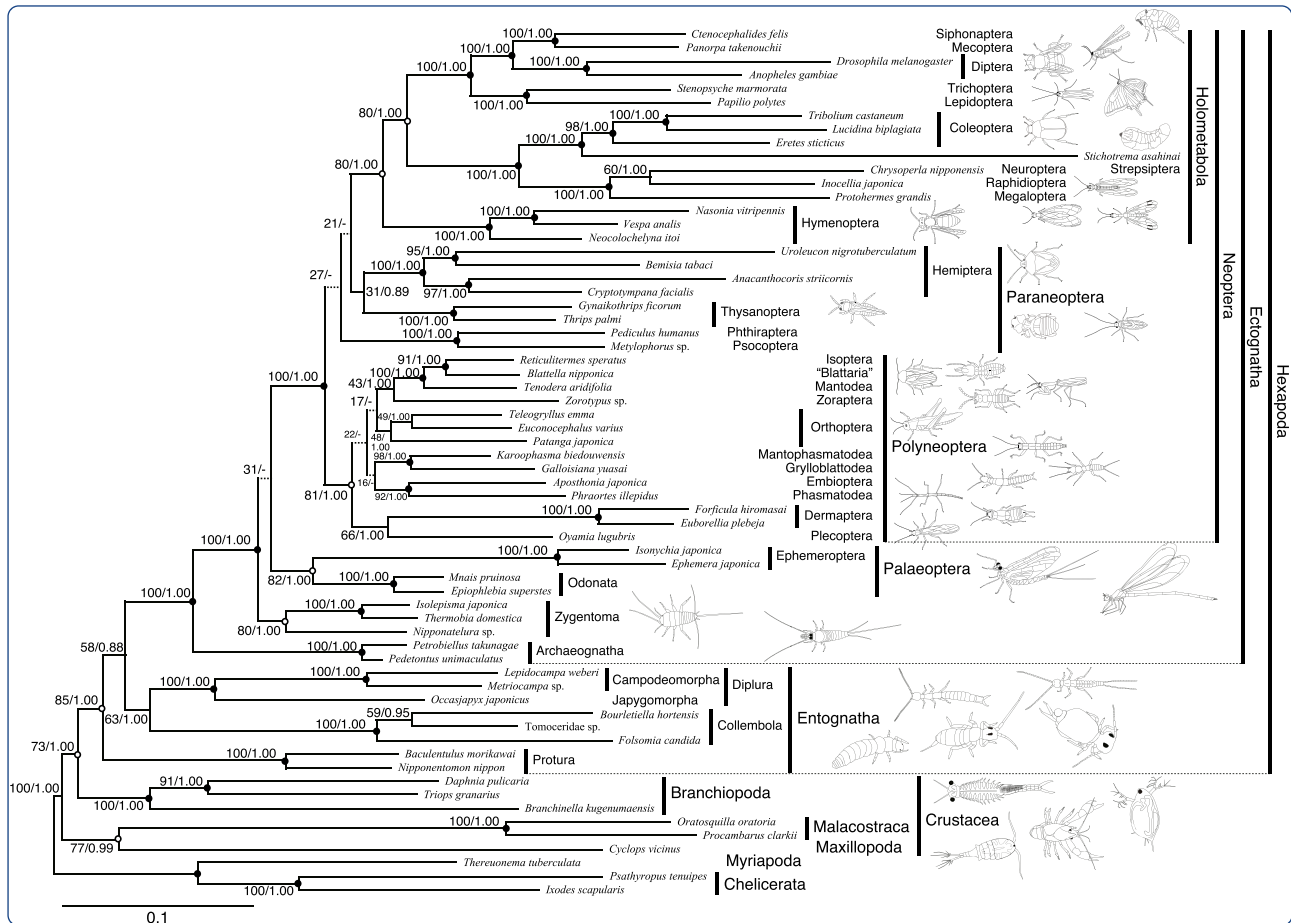 100/1.00 Ctenocephalides felis Siphonaptera
100/1.00 Panorpa takenouchii Mecoptera
100/1.00 100/1.00 Drosophila melanogaster Diptera
Anopheles gambiae
Stenopsyche marmorata Trichoptera
100/1.00 Papilio polytes Lepidoptera
80/1.00 100/1.00 Tribolium castaneum
98/1.00 Lucidina biplagiata Coleoptera
100/1.00 Eretes sticticus
Stichotrema asahinai
80/1.00 100/1.00 60/1.00 Chrysoperla nipponensis Neuroptera Strepsiptera
Inocellia japonica Raphidioptera
100/1.00 Protohermes grandis Megaloptera
Holometabola
100/1.00 Nasonia vitripennis
21/- Vespa analis Hymenoptera
100/1.00 Neocolochelyna itoi
95/1.00 Uroleucon nigrotuberculatum
100/1.00 Bemisia tabaci Hemiptera
27/- Anacanthocoris striicornis
31/0.89 97/1.00 Cryptotympana facialis Paraneoptera
Gynaikothrips ficorum Thysanoptera
100/1.00 Thrips palmi
100/1.00 Pediculus humanus Phthiraptera
Metylophorus sp. Psocoptera
Neoptera
Ectognatha
Hexapoda
91/1.00 Reticulitermes speratus Isoptera
100/1.00 100/1.00 Blattella nipponica “Blattaria”
43/1.00 Tenodera aridifolia Mantodea
17/- Zorotypus sp. Zoraptera
49/1.00 Teleogryllus emma
22/- 48/ Euconocephalus varius Orthoptera
1.00 Patanga japonica Polyneoptera
98/1.00 Karoophasma biedouwensis Mantophasmatodea
31/- Galloisiana yuasai Grylloblattodea
16/- Aposthonia japonica Embioptera
81/1.00 92/1.00 Phraortes illepidus Phasmatodea
100/1.00 Forficula hiromasai Dermaptera
Euborellia plebeja
66/1.00 Oyamia lugubris Plecoptera
100/1.00 100/1.00 Isonychia japonica Ephemeroptera
Ephemera japonica Palaeoptera
82/1.00 100/1.00 Mnais pruinosa Odonata
Epiophlebia superstes
100/1.00 100/1.00 Isolepisma japonica
Thermobia domestica Zygentoma
80/1.00 Nipponatelura sp.
58/0.88 100/1.00 Petrobiellus takunagae Archaeognatha
Pedetontus unimaculatus
100/1.00 100/1.00 Lepidocampa weberi Campodeomorpha Diplura
Metriocampa sp.
85/1.00 Occasjapyx japonicus Japygomorpha
63/1.00 59/0.95 Bourletiella hortensis
100/1.00 Tomoceridae sp. Collembola Entognatha
Folsomia candida
73/1.00 100/1.00 Baculentulus morikawai Protura
Nipponentomon nippon
91/1.00 Daphnia pulicaria
100/1.00 Triops granarius Branchiopoda
100/1.00 Branchinella kugenumaensis
100/1.00 Oratosquilla oratoria Malacostraca Crustacea
Procambarus clarkii
77/0.99 Cyclops vicinus Maxillopoda
Thereuonema tuberculata Myriapoda
Psathyropus tenuipes Chelicerata
100/1.00 Ixodes scapularis
0.1